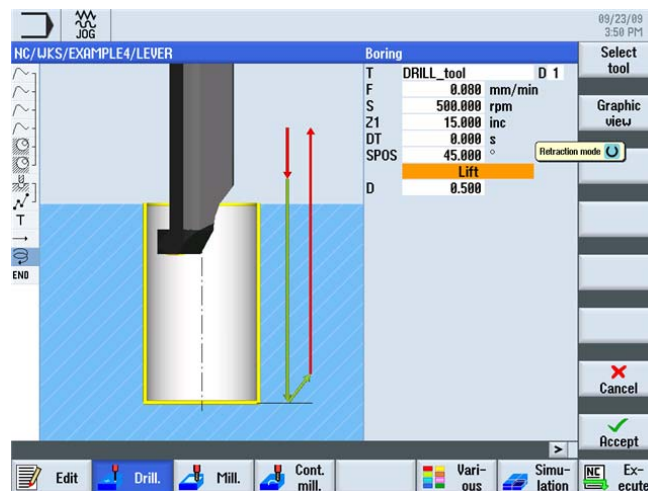 JOG
09/23/09
3:50 PM
NC/WKS/EXAMPLE4/LEVER
Boring
Select tool
T DRILL_tool D 1
F 0.080 mm/min
S 500.000 rpm
Z1 15.000 inc
DT 0.000 s
SPOS 45.000 °
Lift
D 0.500
Graphic view
Retraction mode
T
END
Cancel
Accept
>
Edit
Drill.
Mill.
Cont. mill.
Vari- ous
Simu- lation
NC Ex- ecute